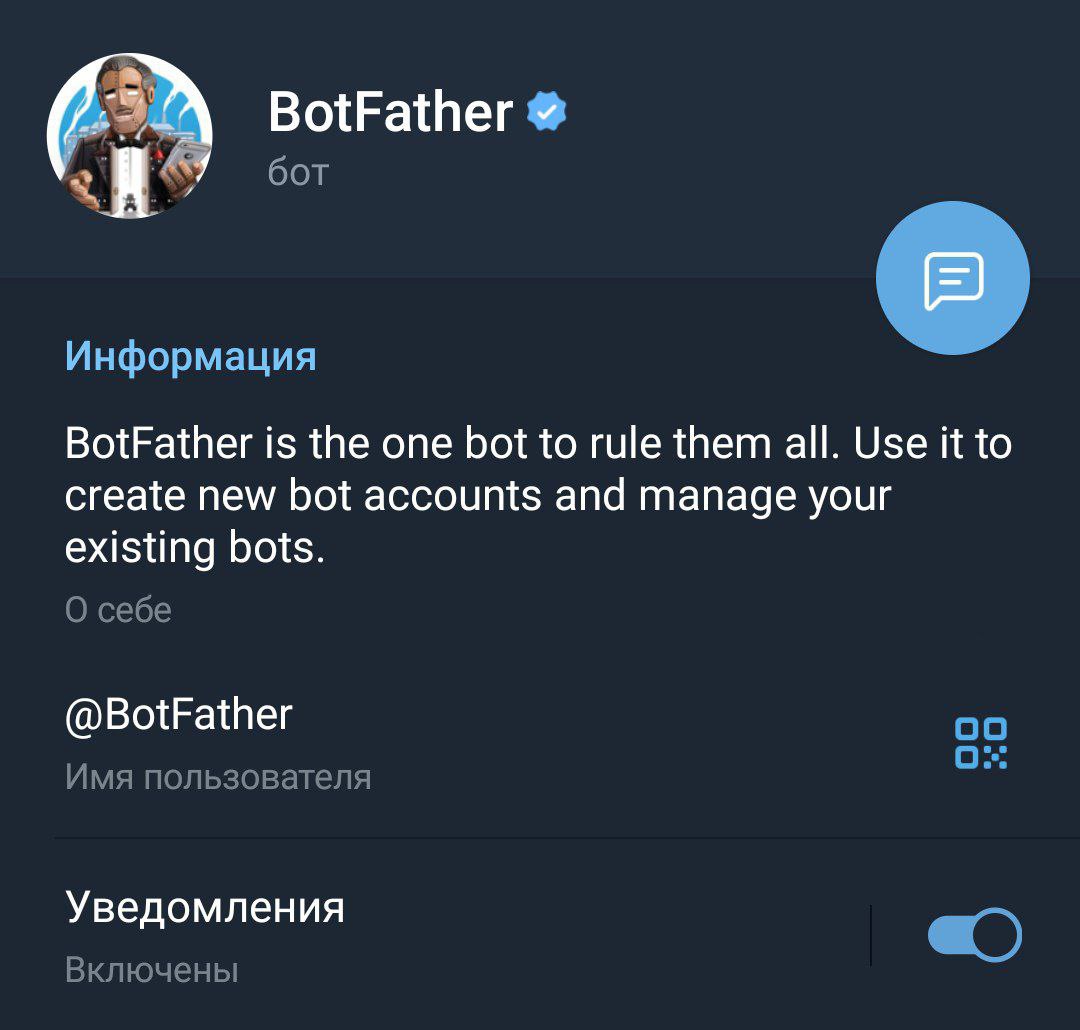 BotFather
бот
Информация
BotFather is the one bot to rule them all. Use it to
create new bot accounts and manage your
existing bots.
О себе
@BotFather
Имя пользователя
Уведомления
Включены